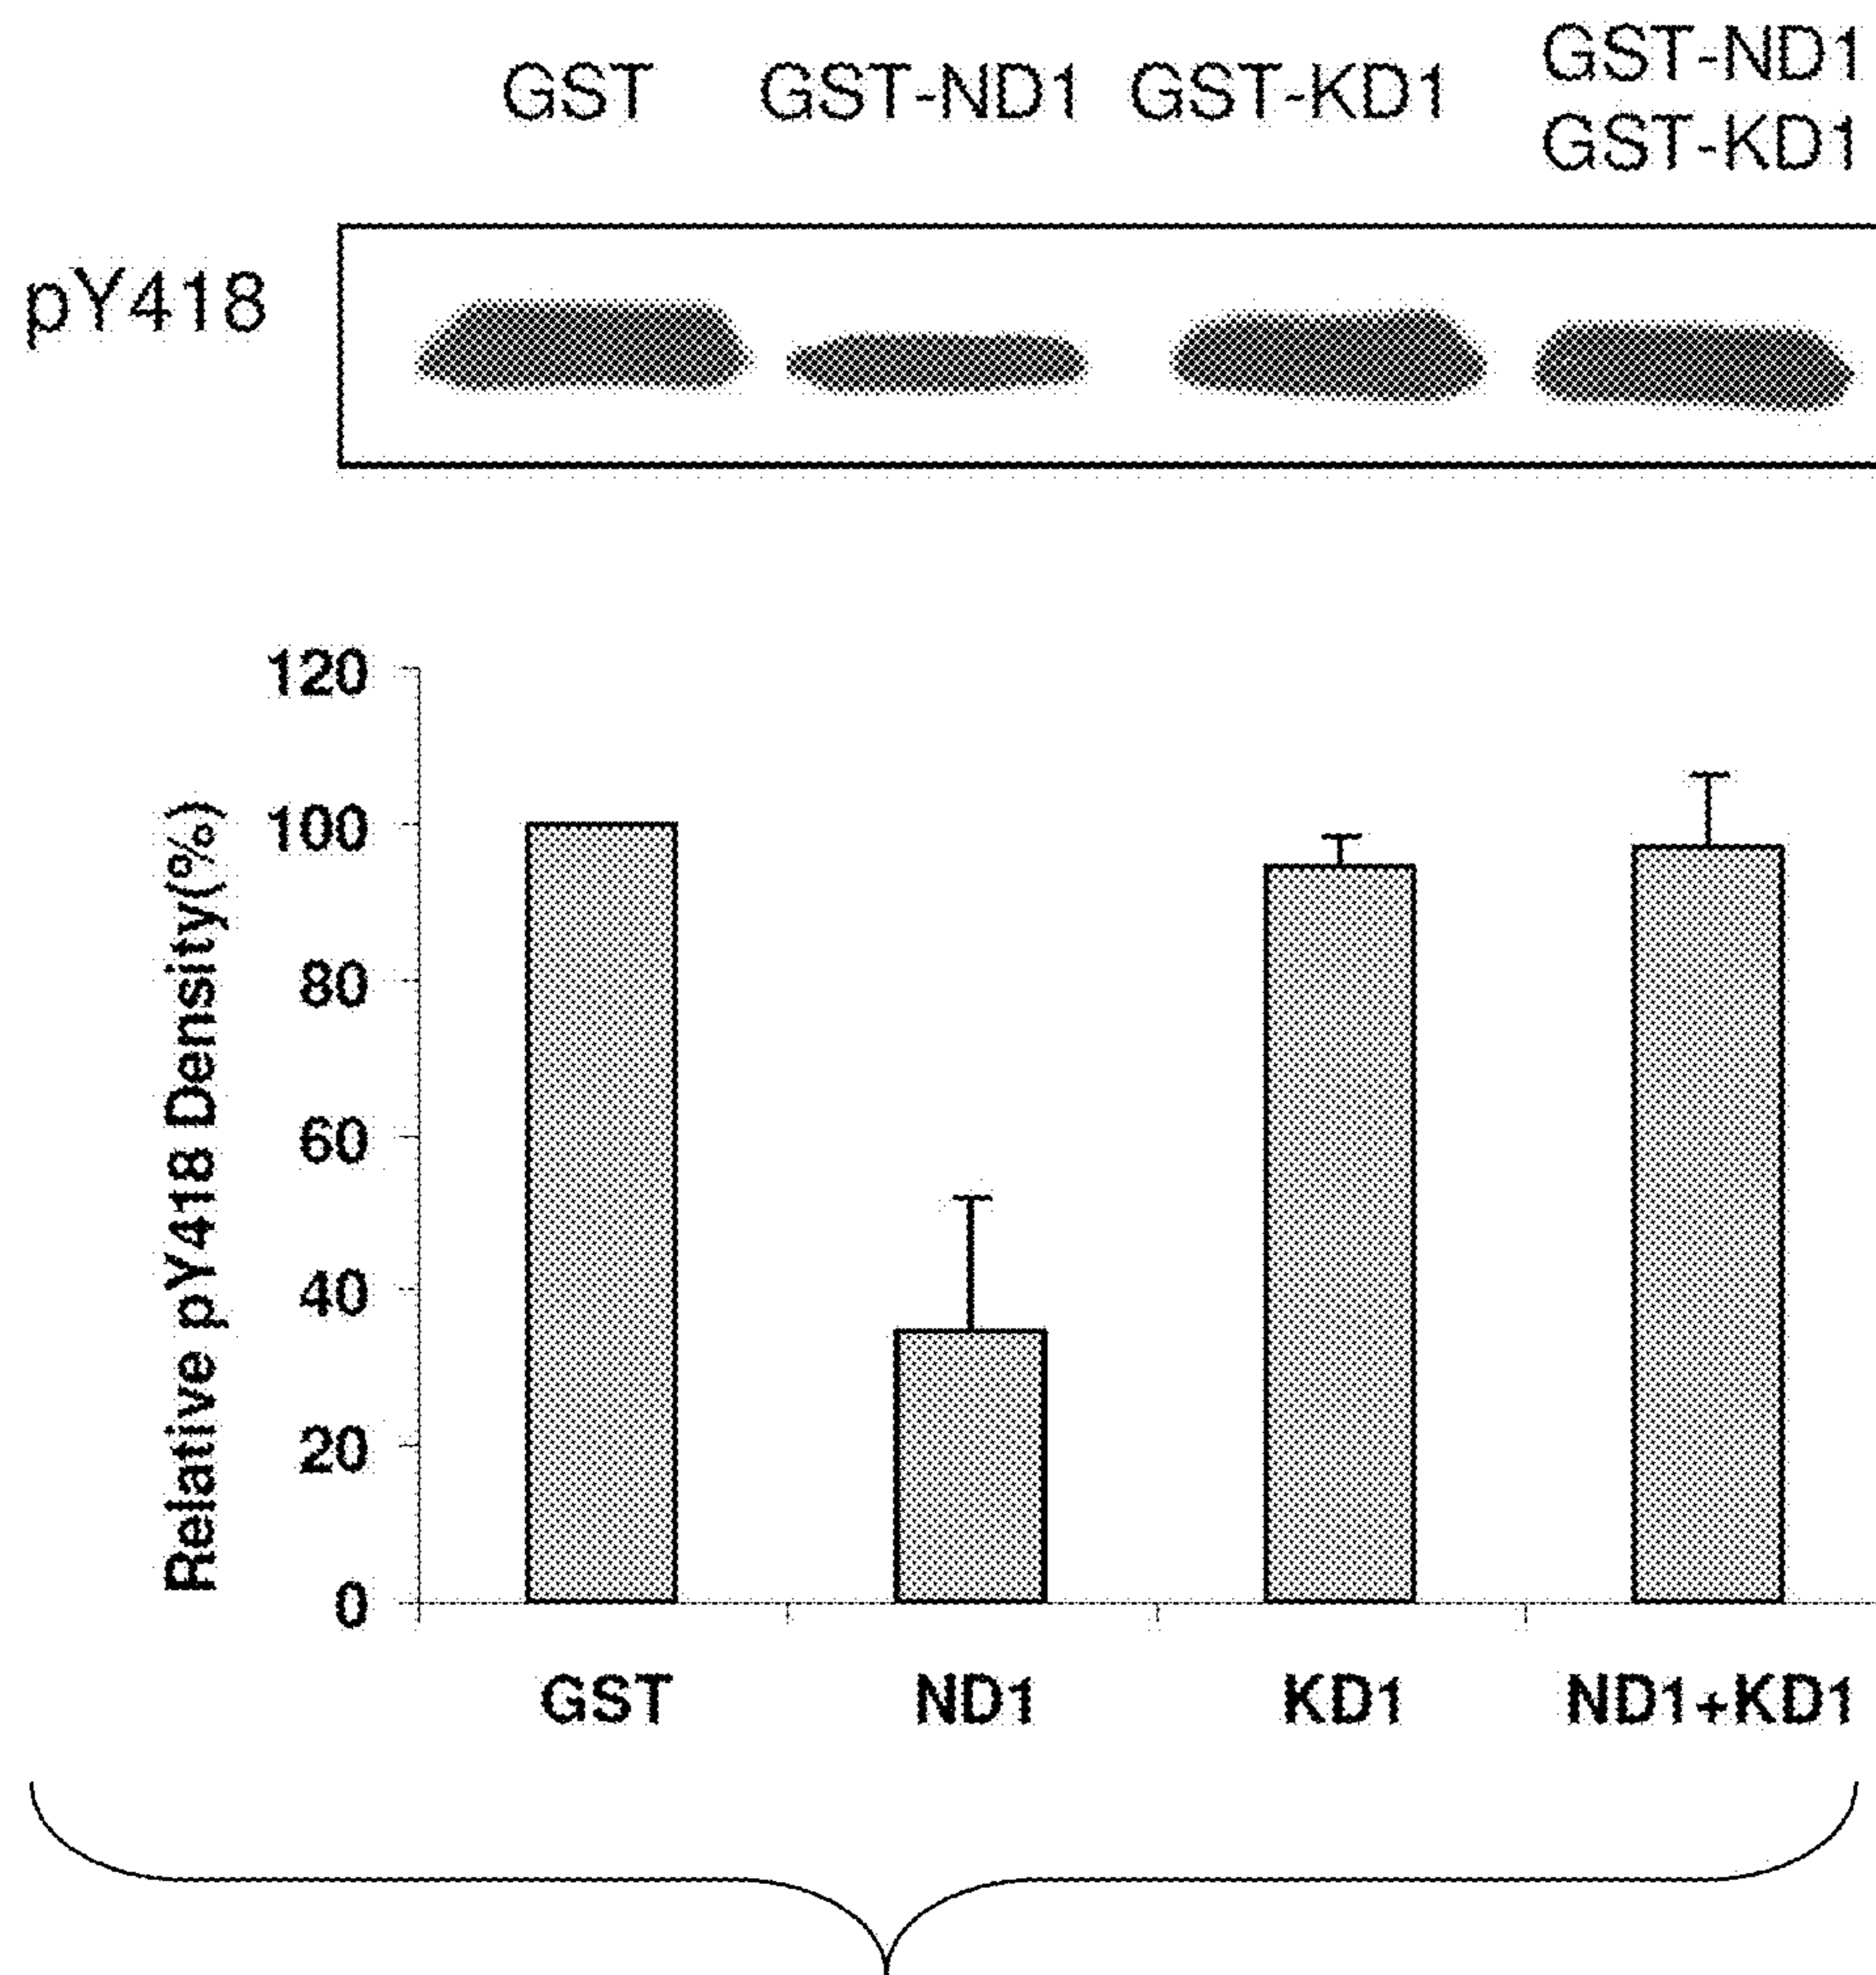 GST GST-ND1 GST-KD1 GST-ND1
GST-KD1
pY418
120
100
80
60
40
20
0
Relative pY418 Density(%)
GST ND1 KD1 ND1+KD1